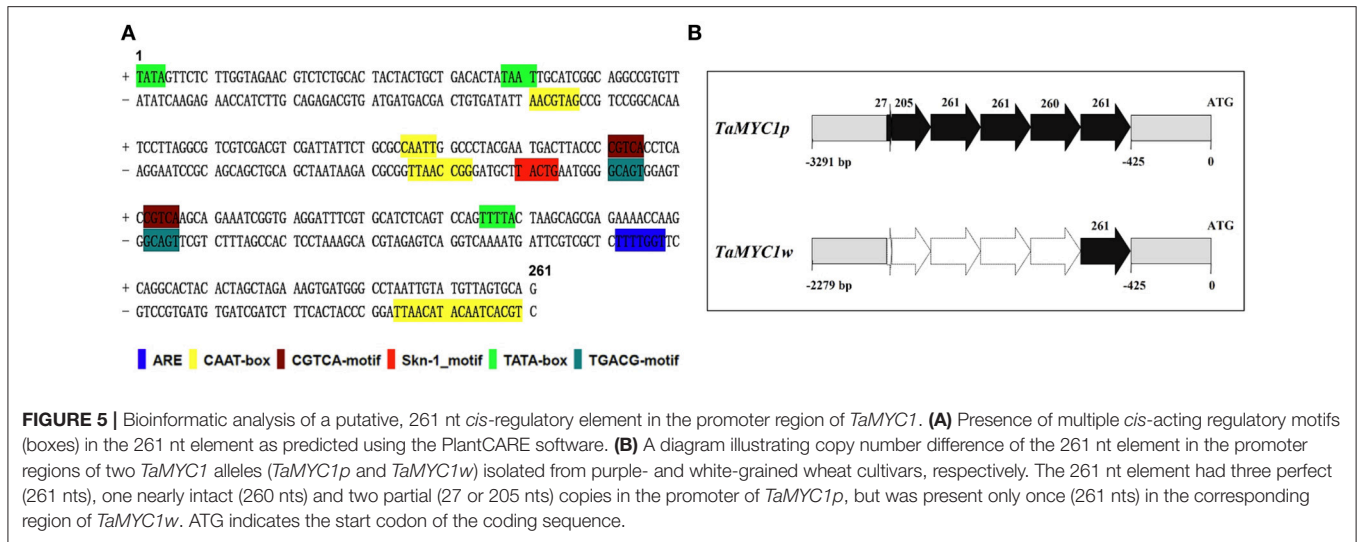 A
B
1
+ TATAGTTCTC TTGGTAGAAC GTCTCTGCAC TACTACTGCT GACACTATAA TTGCATCGGC AGGCCGTGTT
− ATATCAAGAG AACCATCTTG CAGAGACGTG ATGATGACGA CTGTGATATT AACGTAGCCG TCCGGCACAA
+ TCCTTAGGCG TCGTCGACGT CGATTATTCT GCGCCAATTG GCCCTACGAA TGACTTACCC CGTCACCTCA
− AGGAATCCGC AGCAGCTGCA GCTAATAAGA CGCGGTTAACC CGGGATGCTT ACTGAATGGG GCAGTGGAGT
+ CCGTCAAGCA GAAATCGGTG AGGATTTCGT GCATCTCAGT CCAGTTTTAC TAAGCAGCGA GAAAACCAAG
− GGCAGTTCGT CTTTAGCCAC TCCTAAAGCA CGTAGAGTCA GGTCAAAATG ATTCGTCGCT CTTTTGGTTC
261
+ CAGGCACTAC ACTAGCTAGA AAGTGATGGG CCTAATTGTA TGTTAGTGCA G
− GTCCGTGATG TGATCGATCT TTCACTACCC GGATTAACAT ACAATCACGT C
ARE CAAT-box CGTCA-motif Skn-1_motif TATA-box TGACG-motif
27 205 261 261 260 261 ATG
TaMYC1p
-3291 bp -425 0
261 ATG
TaMYC1w
-2279 bp -425 0
FIGURE 5 | Bioinformatic analysis of a putative, 261 nt cis-regulatory element in the promoter region of TaMYC1. (A) Presence of multiple cis-acting regulatory motifs
(boxes) in the 261 nt element as predicted using the PlantCARE software. (B) A diagram illustrating copy number difference of the 261 nt element in the promoter
regions of two TaMYC1 alleles (TaMYC1p and TaMYC1w) isolated from purple- and white-grained wheat cultivars, respectively. The 261 nt element had three perfect
(261 nts), one nearly intact (260 nts) and two partial (27 or 205 nts) copies in the promoter of TaMYC1p, but was present only once (261 nts) in the corresponding
region of TaMYC1w. ATG indicates the start codon of the coding sequence.